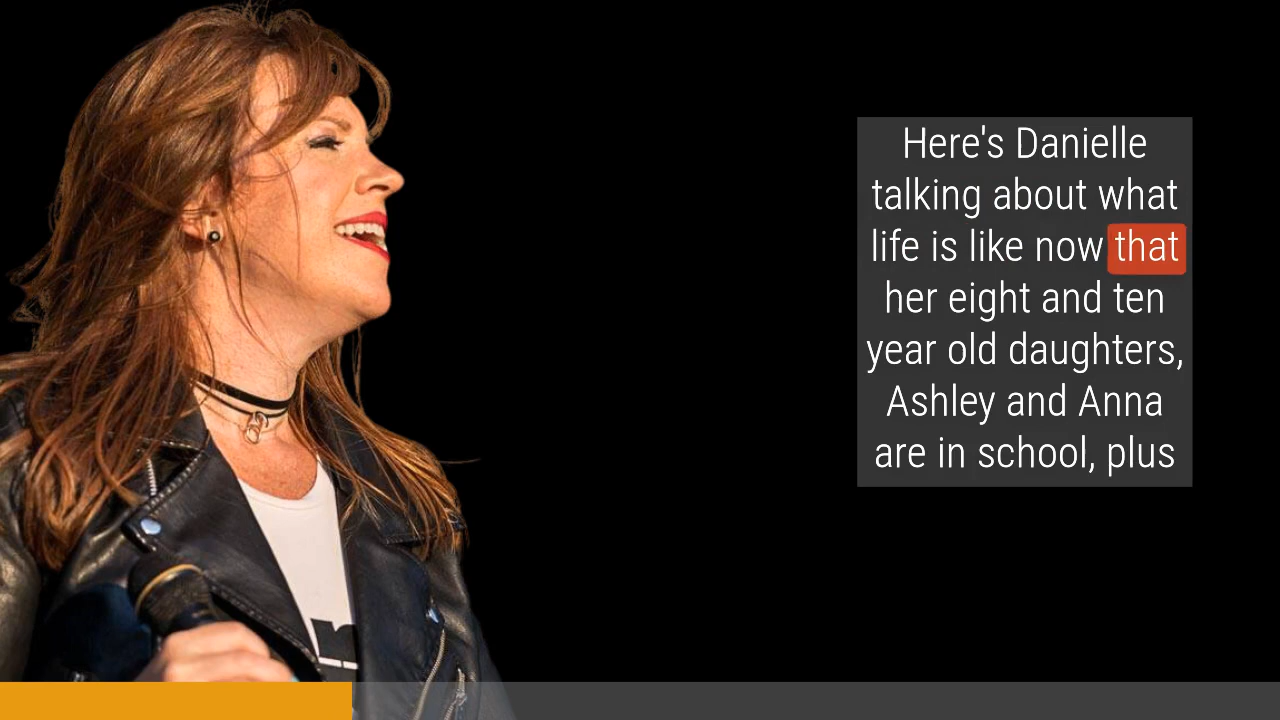 Here's Danielle
talking about what
life is like now that
her eight and ten
year old daughters,
Ashley and Anna
are in school, plus